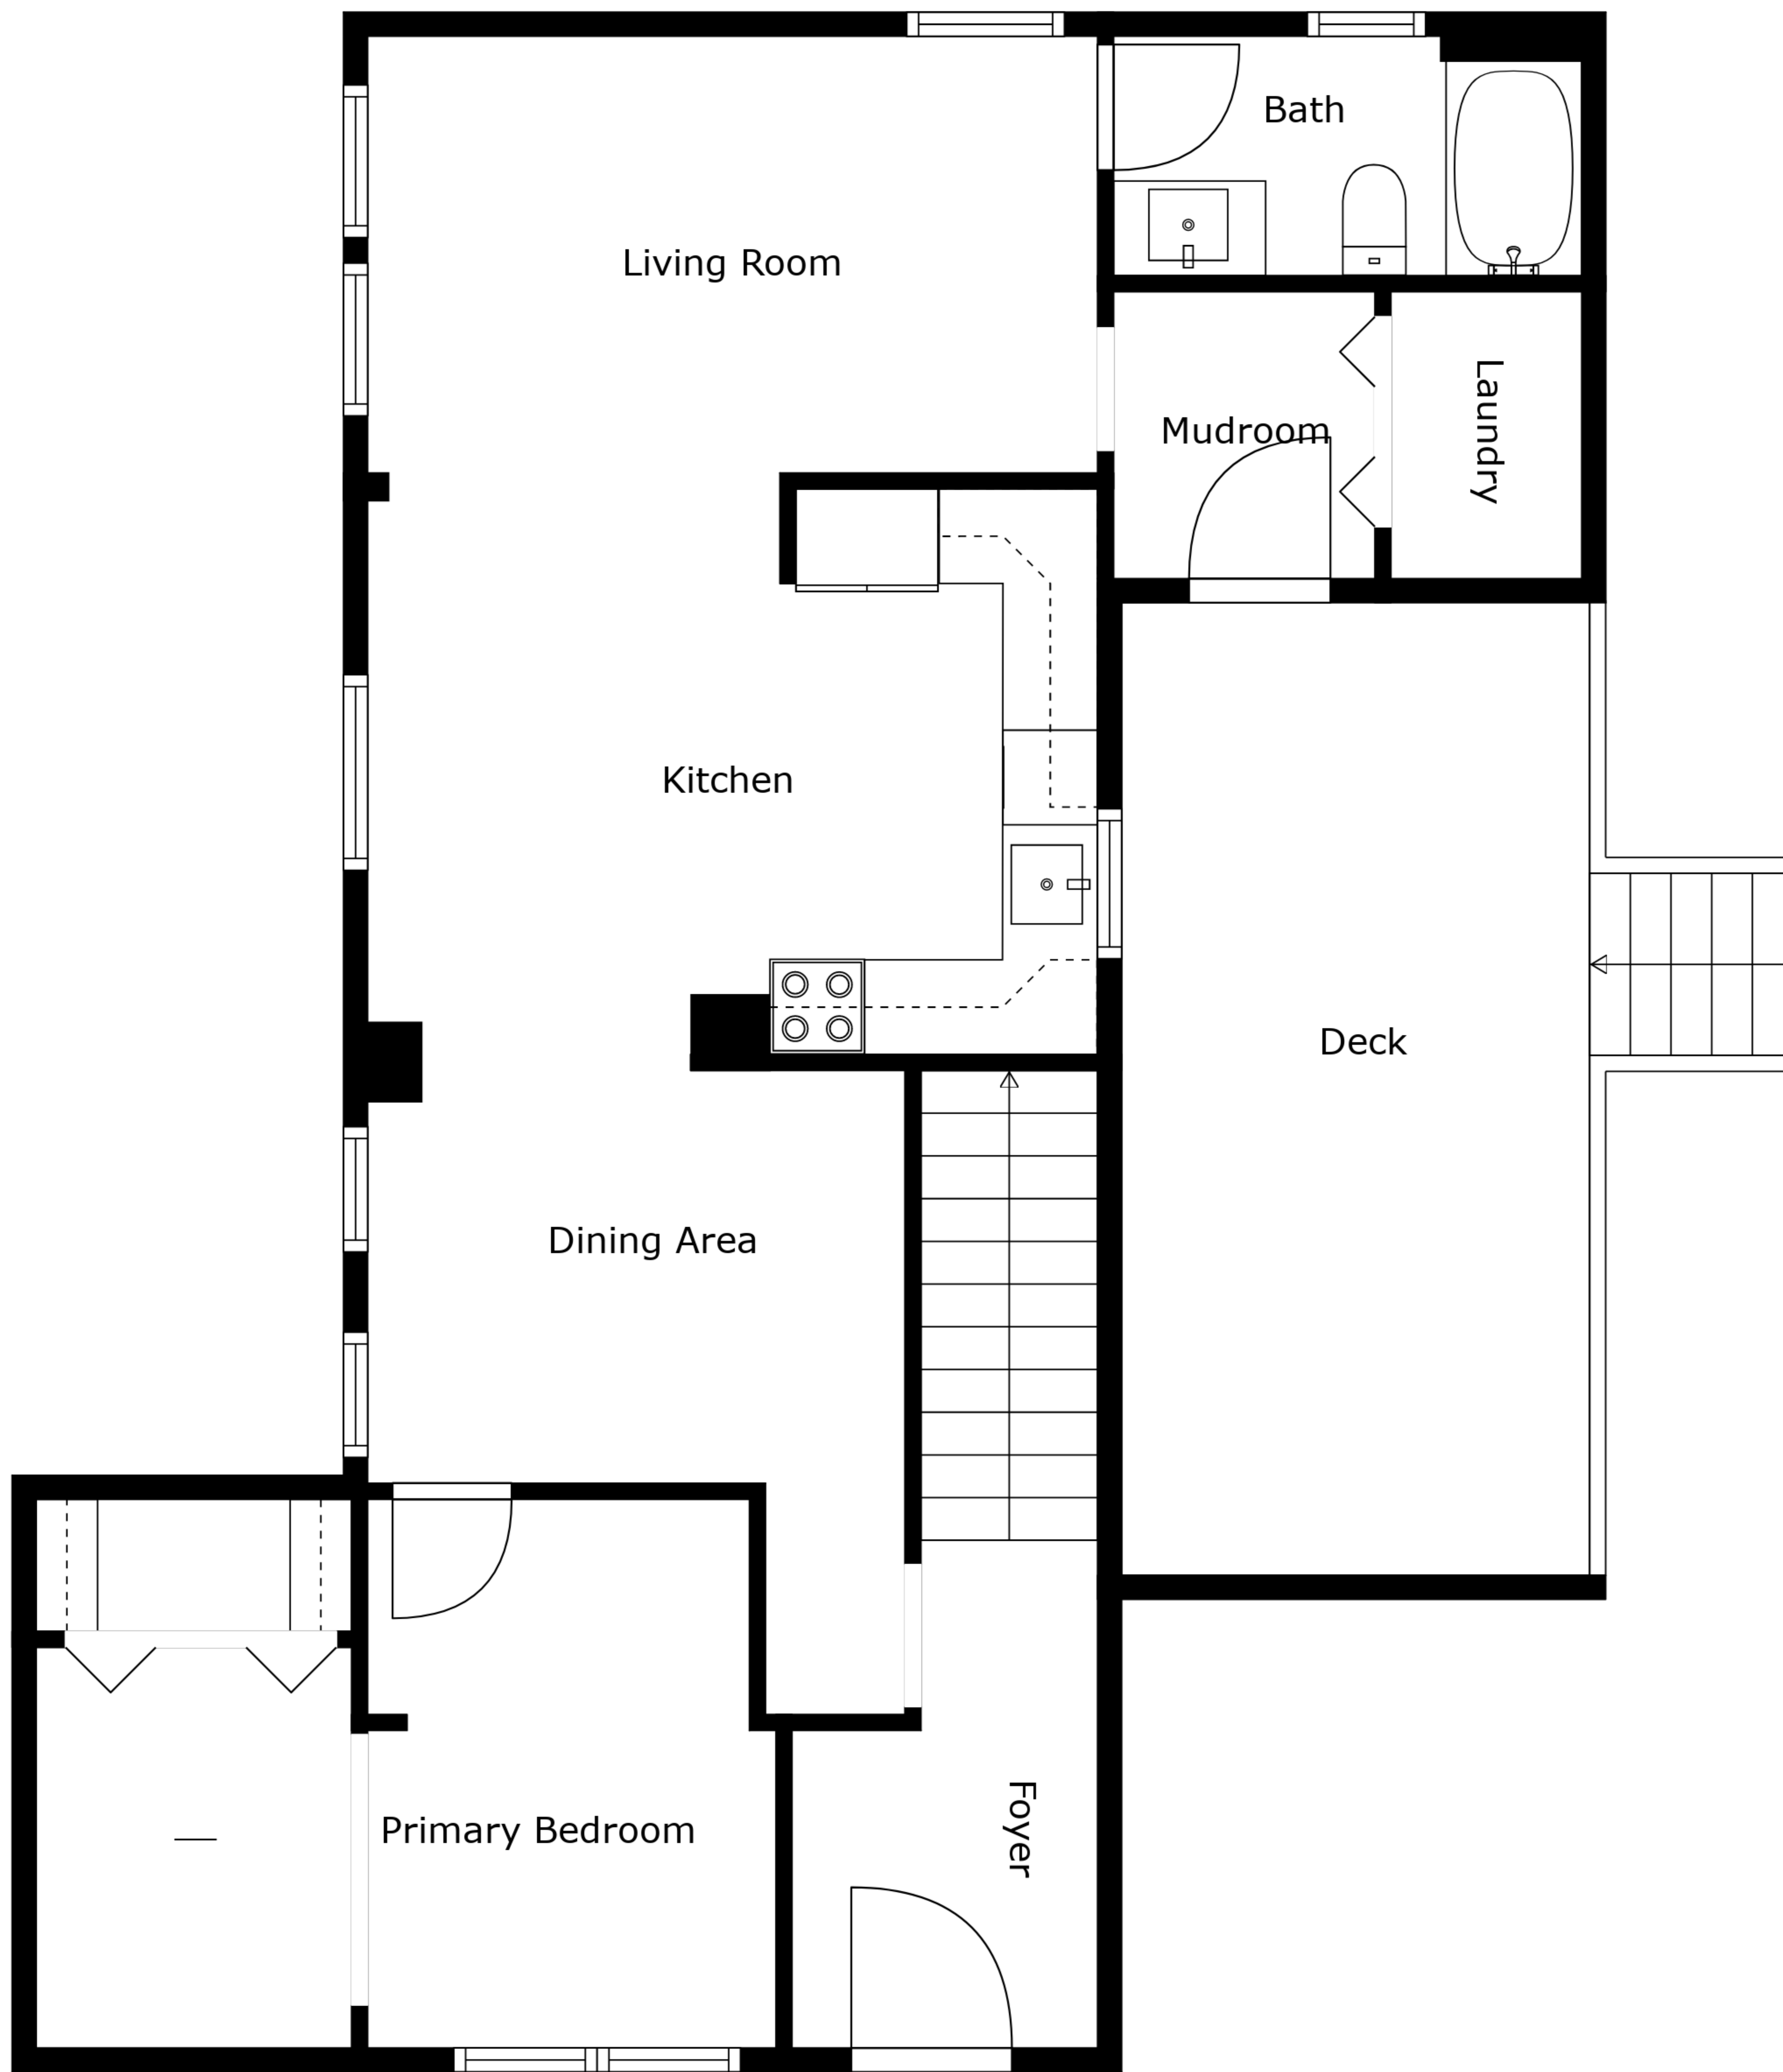 Bath
Living Room
Mudroom
Laundry
Kitchen
Deck
Dining Area
Primary Bedroom
Foyer